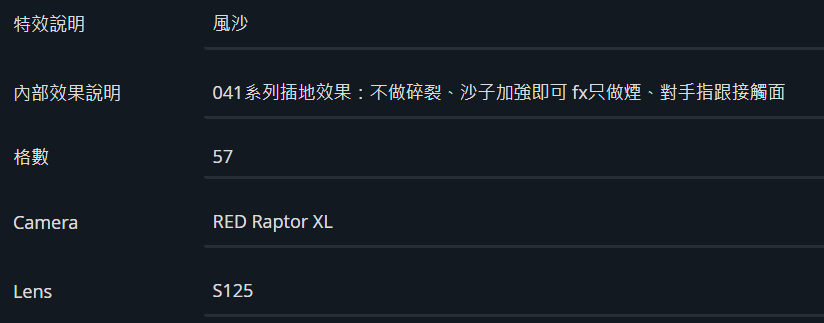 特效說明 風沙
內部效果說明 041系列插地效果：不做碎裂、沙子加強即可 fx只做煙、對手指跟接觸面
格數 57
Camera RED Raptor XL
Lens S125